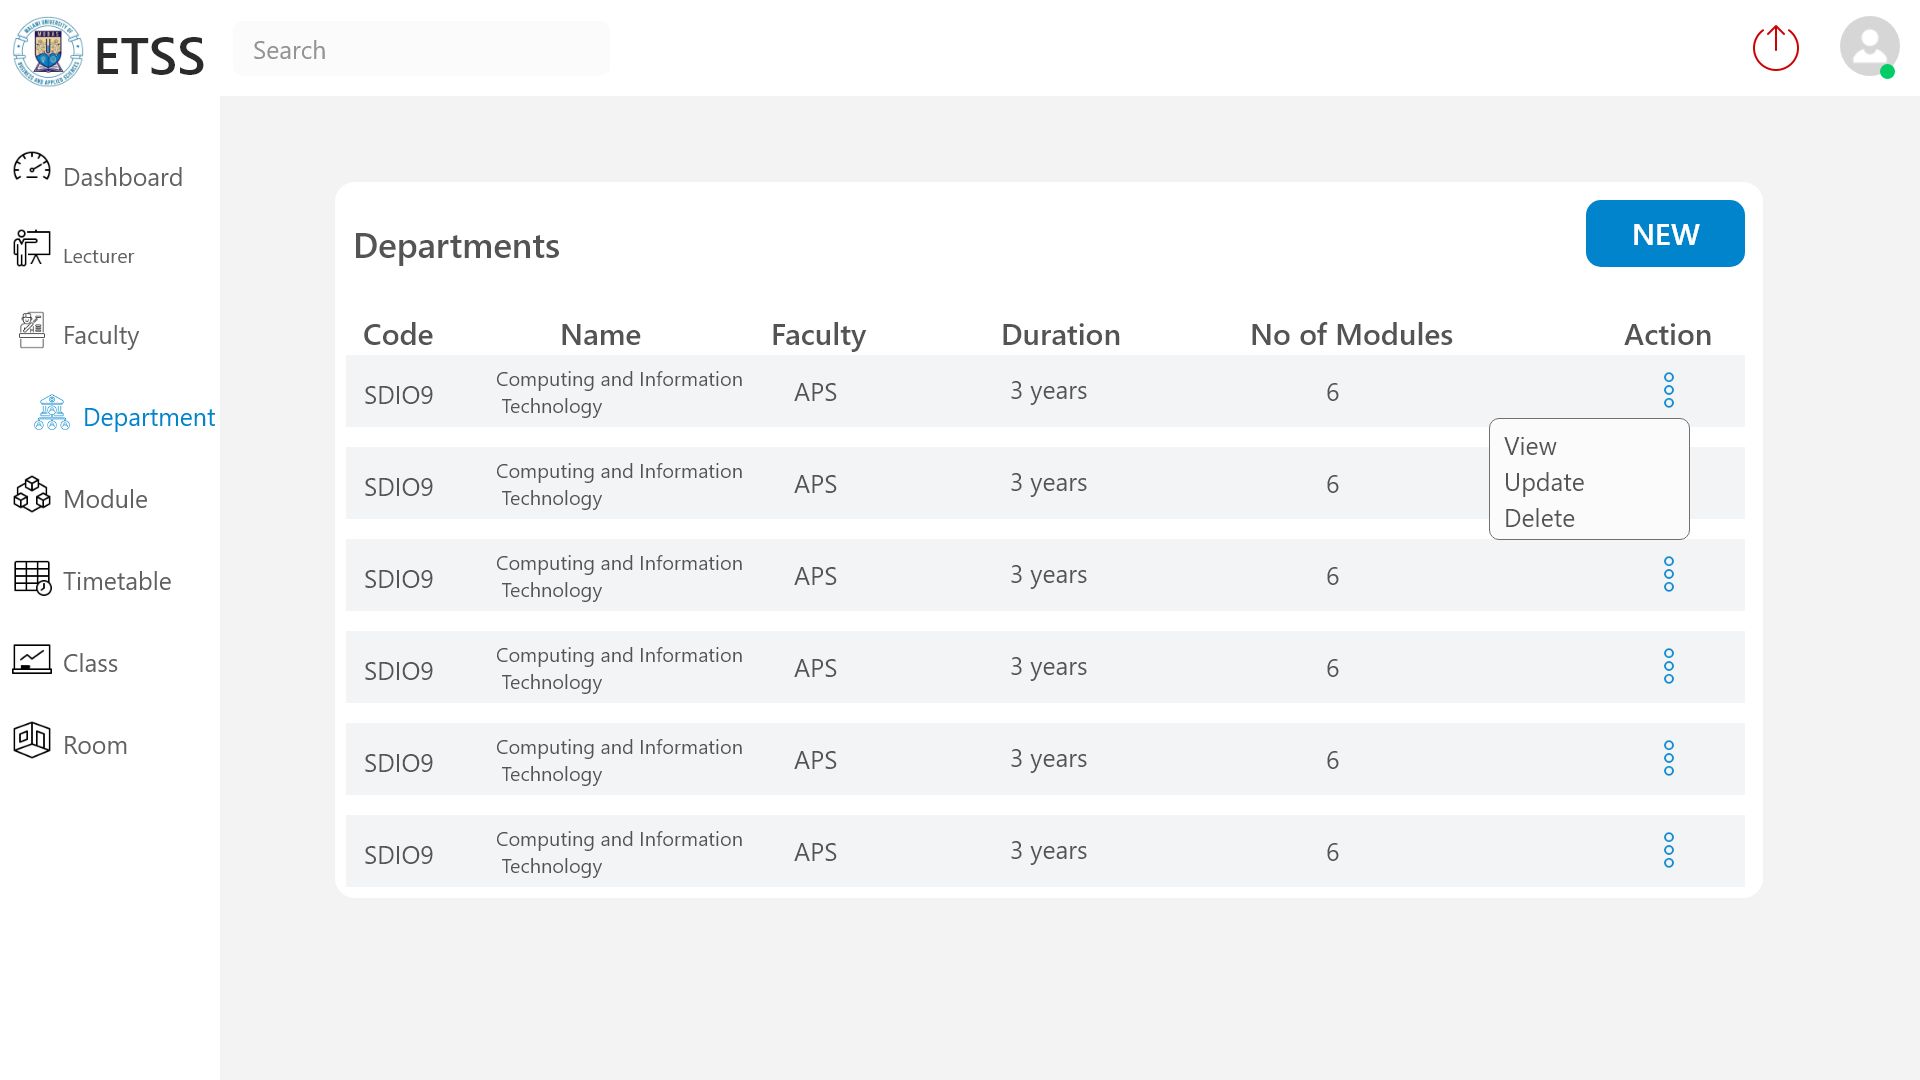 ETSS
Search
Dashboard
Lecturer
Faculty
Department
Module
Timetable
Class
Room
Departments
NEW
Code Name Faculty Duration No of Modules Action
SDIO9 Computing and Information Technology APS 3 years 6
View
Update
Delete
SDIO9 Computing and Information Technology APS 3 years 6
SDIO9 Computing and Information Technology APS 3 years 6
SDIO9 Computing and Information Technology APS 3 years 6
SDIO9 Computing and Information Technology APS 3 years 6
SDIO9 Computing and Information Technology APS 3 years 6